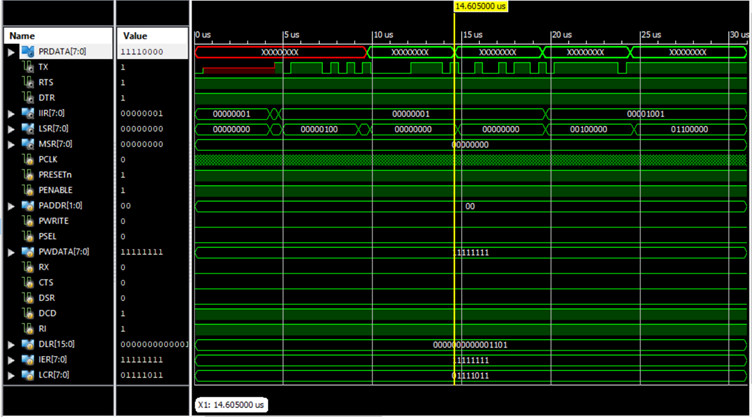 14.605000 us
Name Value 0 us 5 us 10 us 15 us 20 us 25 us 30 us
PRDATA[7:0] 11110000 XXXXXXXX XXXXXXXX XXXXXXXX XXXXXXXX XXXXXXXX
TX 1
RTS 1
DTR 1
IIR[7:0] 00000001 00000001 00000001 00001001
LSR[7:0] 00000000 00000000 00000100 00000000 00000000 00100000 01100000
MSR[7:0] 00000000 00000000
PCLK 0
PRESETn 1
PENABLE 1
PADDR[1:0] 00 00
PWRITE 0
PSEL 0
PWDATA[7:0] 11111111 1111111
RX 0
CTS 0
DSR 0
DCD 1
RI 1
DLR[15:0] 0000000000001 0000000000001101
IER[7:0] 11111111 1111111
LCR[7:0] 01111011 01111011
X1: 14.605000 us